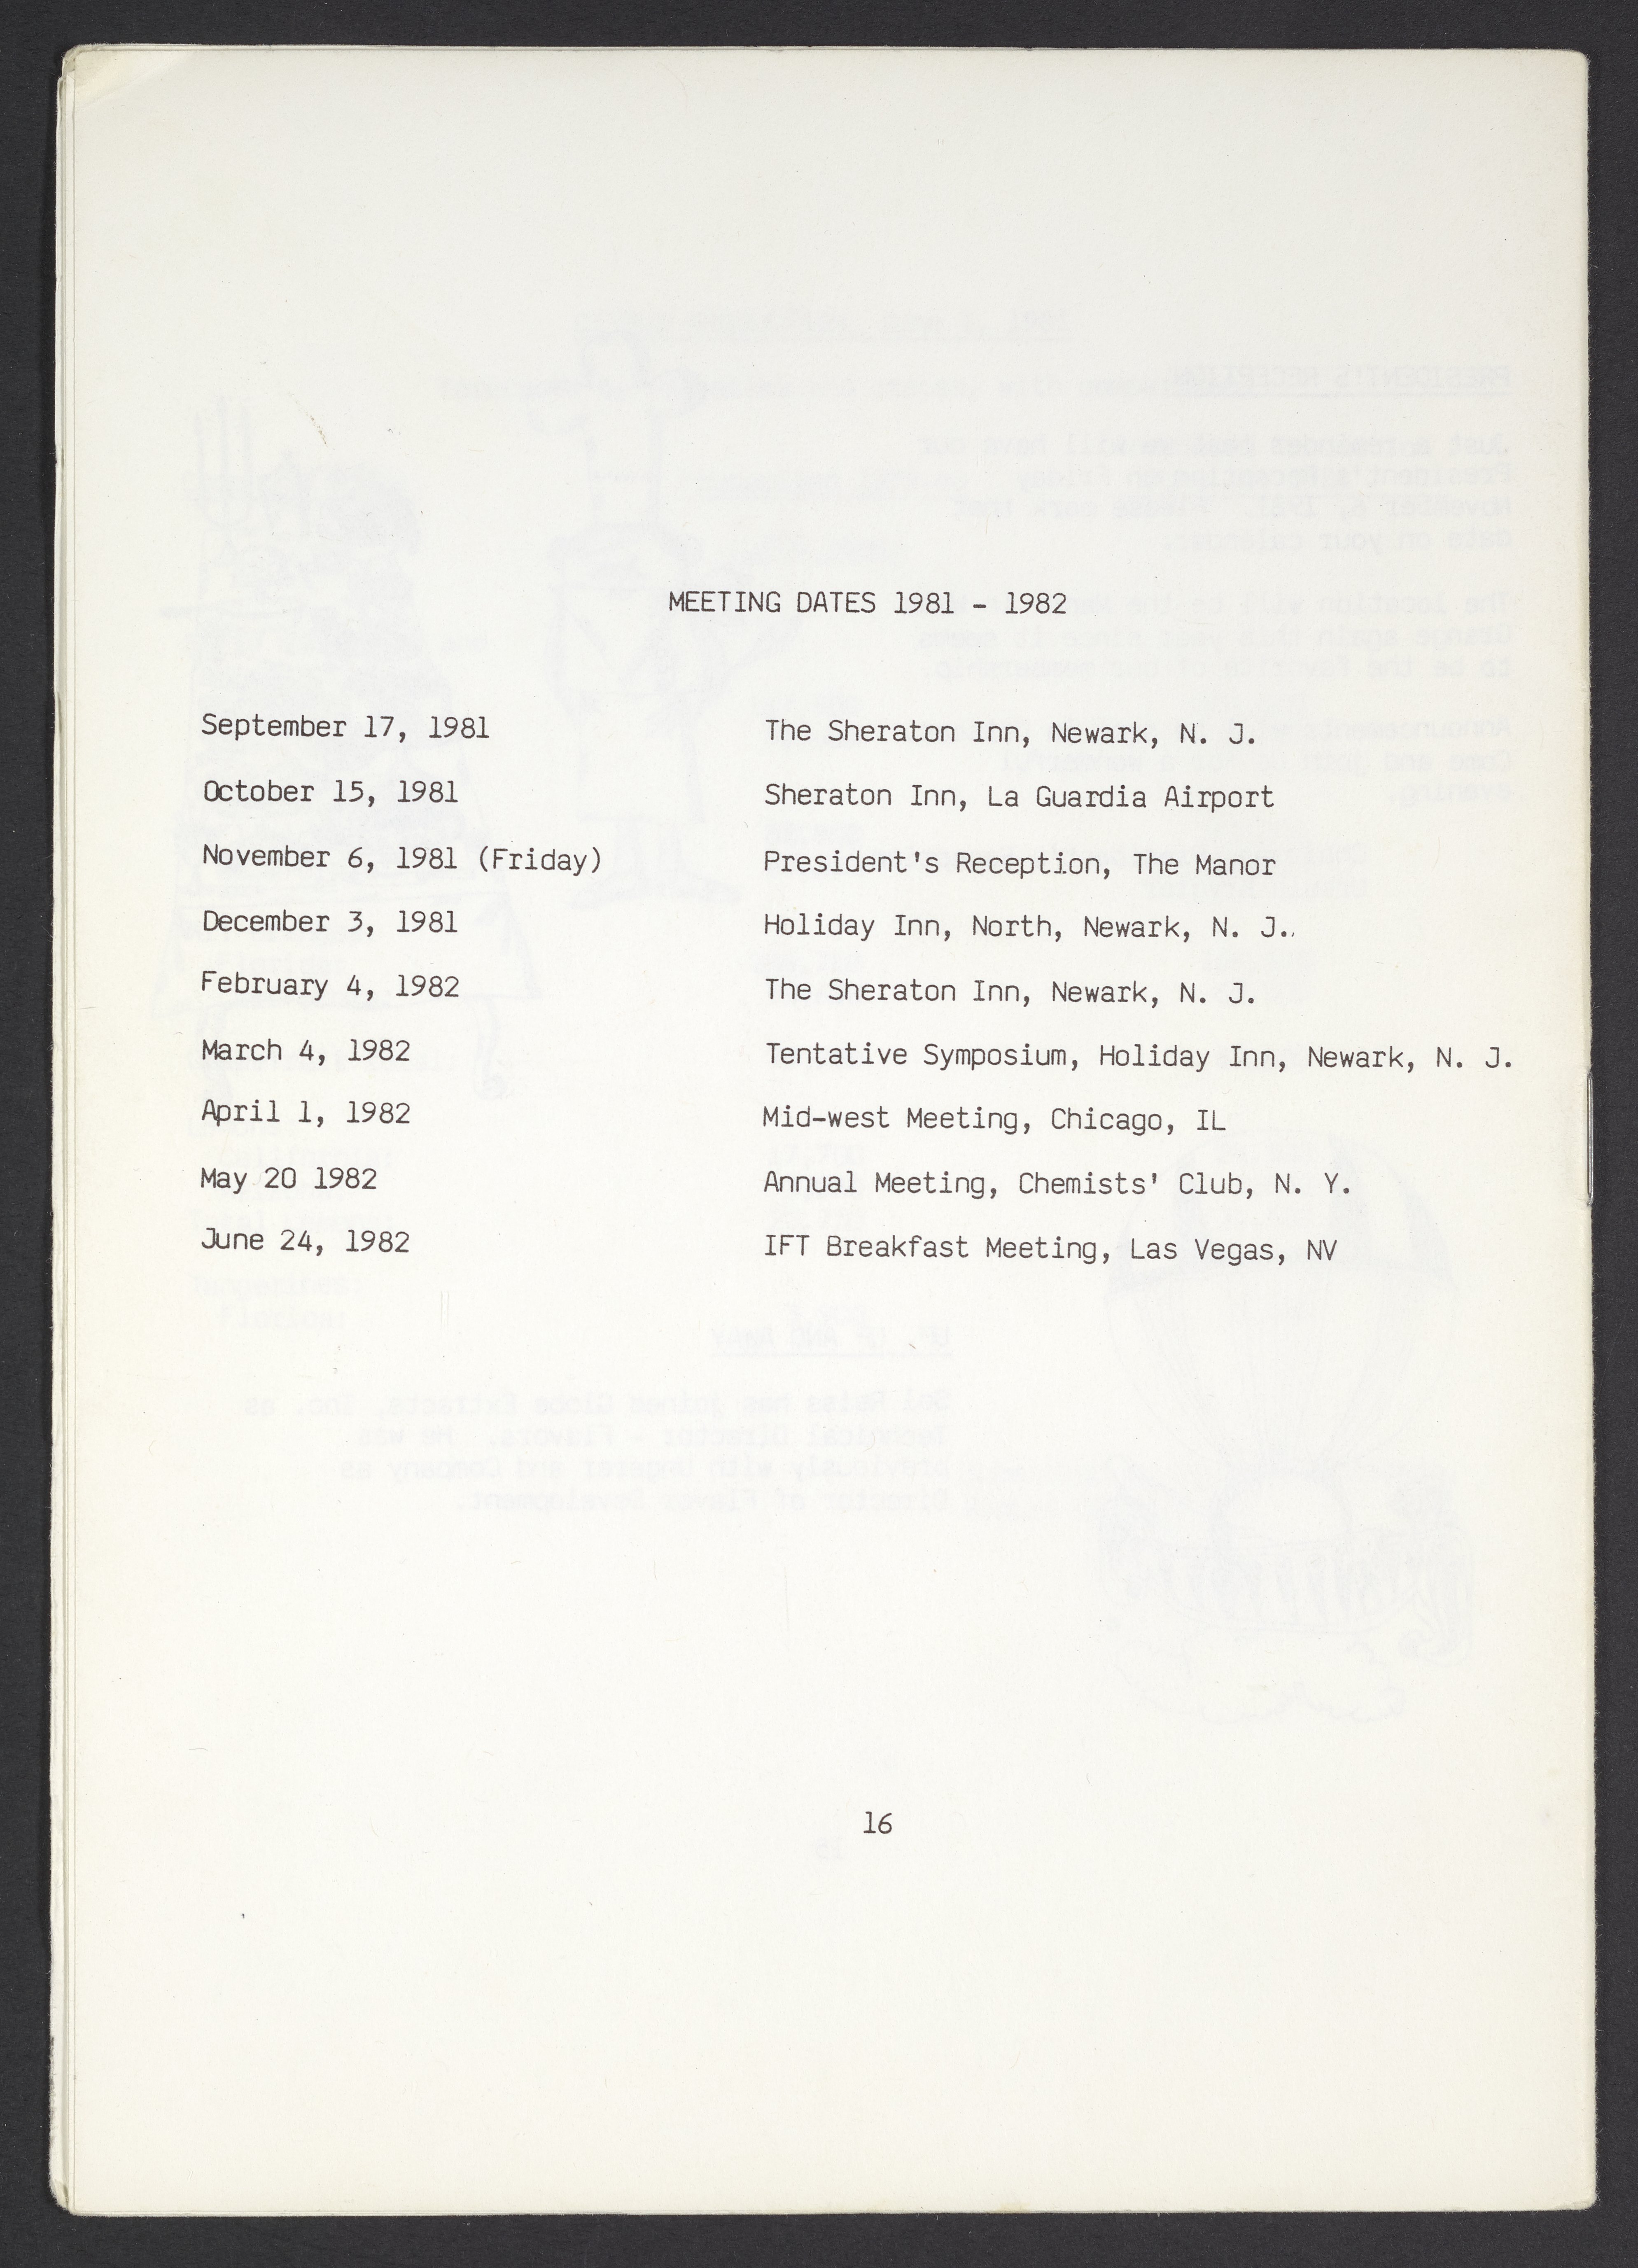 MEETING DATES 1981 - 1982
September 17, 1981 The Sheraton Inn, Newark, N. J.
October 15, 1981 Sheraton Inn, La Guardia Airport
November 6, 1981 (Friday) President's Reception, The Manor
December 3, 1981 Holiday Inn, North, Newark, N. J.
February 4, 1982 The Sheraton Inn, Newark, N. J.
March 4, 1982 Tentative Symposium, Holiday Inn, Newark, N. J.
April 1, 1982 Mid-west Meeting, Chicago, IL
May 20 1982 Annual Meeting, Chemists' Club, N. Y.
June 24, 1982 IFT Breakfast Meeting, Las Vegas, NV
16